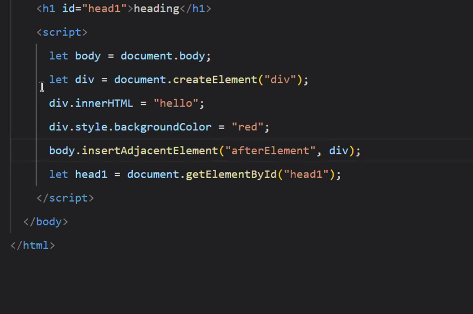 <h1 id="head1">heading</h1>
<script>
let body = document.body;
let div = document.createElement("div");
div.innerHTML = "hello";
div.style.backgroundColor = "red";
body.insertAdjacentElement("afterElement", div);
let head1 = document.getElementById("head1");
</script>
</body>
</html>